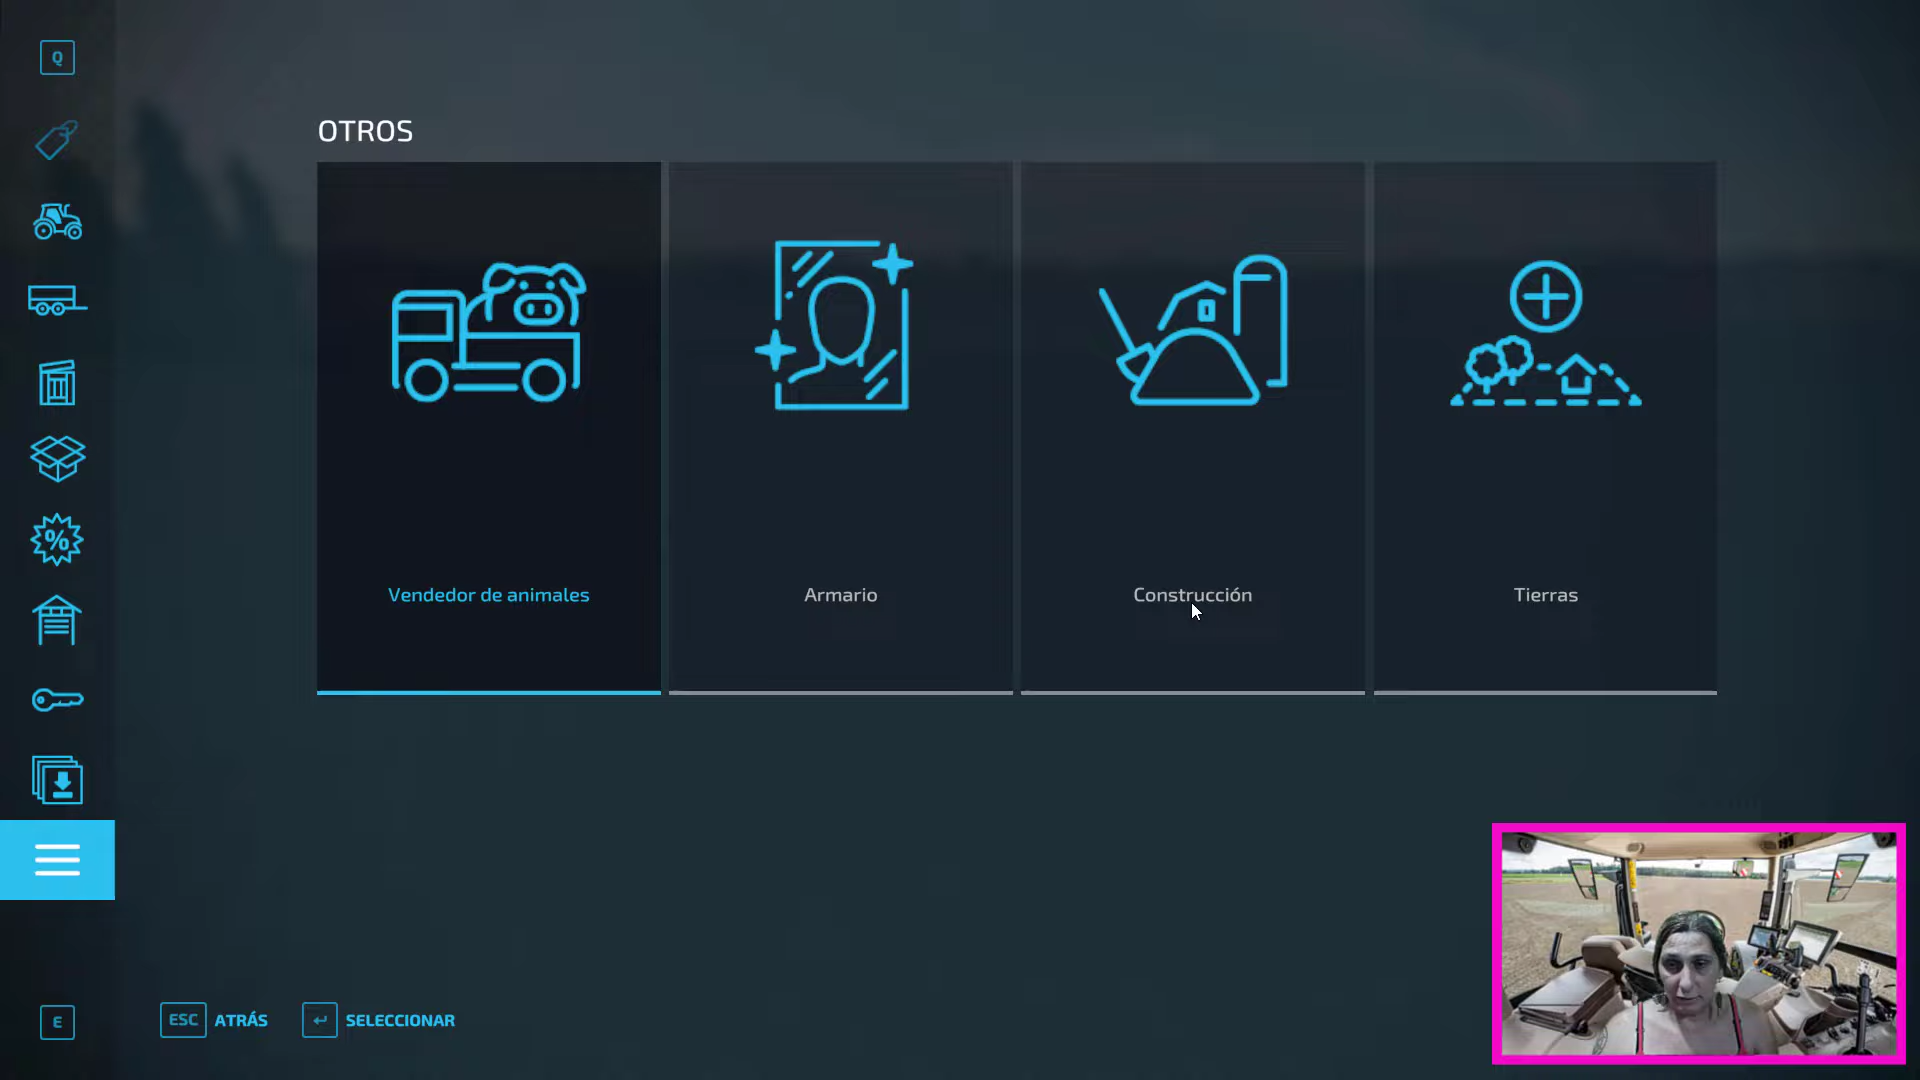 Q
OTROS
Vendedor de animales
Armario
Construcción
Tierras
%
E
ESC ATRÁS
SELECCIONAR